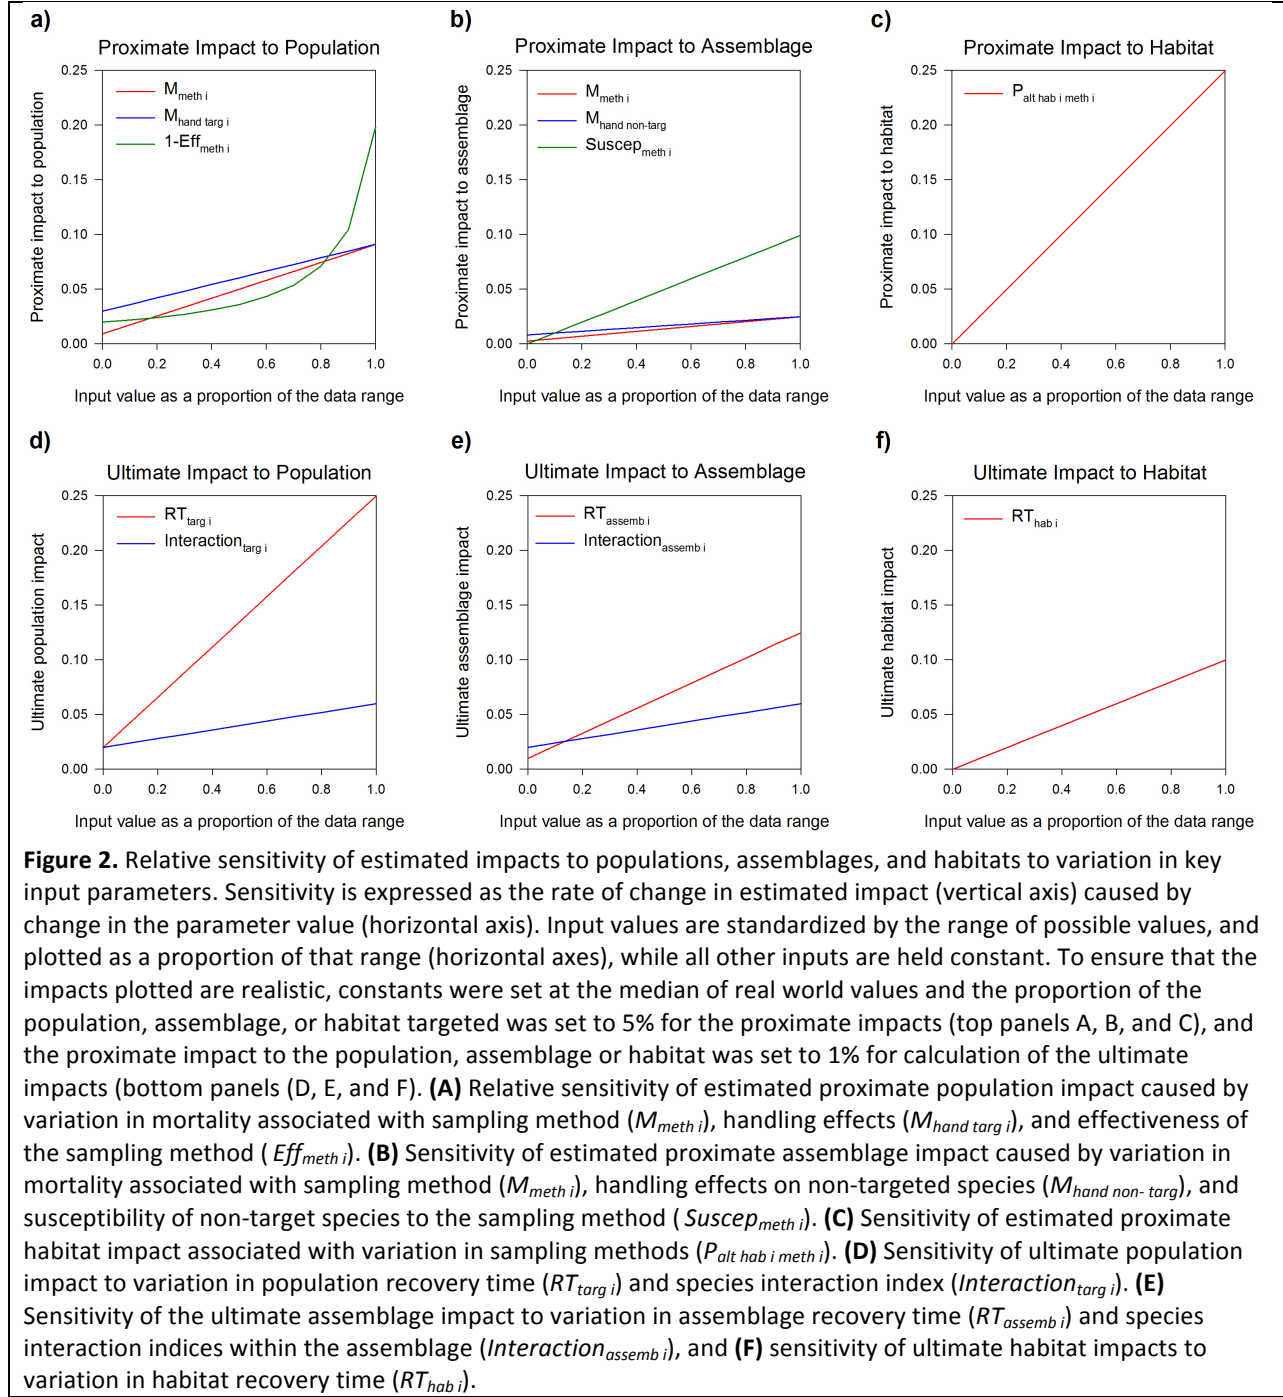 a)
Proximate Impact to Population
0.25
0.20
0.15
0.10
0.05
0.00
Proximate impact to population
M meth i
M hand targ i
1-Eff meth i
0.0 0.2 0.4 0.6 0.8 1.0
Input value as a proportion of the data range
b)
Proximate Impact to Assemblage
0.25
0.20
0.15
0.10
0.05
0.00
Proximate impact to assemblage
M meth i
M hand non-targ
Suscep meth i
0.0 0.2 0.4 0.6 0.8 1.0
Input value as a proportion of the data range
c)
Proximate Impact to Habitat
0.25
0.20
0.15
0.10
0.05
0.00
Proximate impact to habitat
P alt hab i meth i
0.0 0.2 0.4 0.6 0.8 1.0
Input value as a proportion of the data range
d)
Ultimate Impact to Population
0.25
0.20
0.15
0.10
0.05
0.00
Ultimate population impact
RT targ i
Interaction targ i
0.0 0.2 0.4 0.6 0.8 1.0
Input value as a proportion of the data range
e)
Ultimate Impact to Assemblage
0.25
0.20
0.15
0.10
0.05
0.00
Ultimate assemblage impact
RT assemb i
Interaction assemb i
0.0 0.2 0.4 0.6 0.8 1.0
Input value as a proportion of the data range
f)
Ultimate Impact to Habitat
0.25
0.20
0.15
0.10
0.05
0.00
Ultimate habitat impact
RT hab i
0.0 0.2 0.4 0.6 0.8 1.0
Input value as a proportion of the data range
Figure 2. Relative sensitivity of estimated impacts to populations, assemblages, and habitats to variation in key
input parameters. Sensitivity is expressed as the rate of change in estimated impact (vertical axis) caused by
change in the parameter value (horizontal axis). Input values are standardized by the range of possible values, and
plotted as a proportion of that range (horizontal axes), while all other inputs are held constant. To ensure that the
impacts plotted are realistic, constants were set at the median of real world values and the proportion of the
population, assemblage, or habitat targeted was set to 5% for the proximate impacts (top panels A, B, and C), and
the proximate impact to the population, assemblage or habitat was set to 1% for calculation of the ultimate
impacts (bottom panels (D, E, and F). (A) Relative sensitivity of estimated proximate population impact caused by
variation in mortality associated with sampling method (M meth i), handling effects (M hand targ i), and effectiveness of
the sampling method ( Eff meth i). (B) Sensitivity of estimated proximate assemblage impact caused by variation in
mortality associated with sampling method (M meth i), handling effects on non-targeted species (M hand non- targ), and
susceptibility of non-target species to the sampling method ( Suscep meth i). (C) Sensitivity of estimated proximate
habitat impact associated with variation in sampling methods (P alt hab i meth i). (D) Sensitivity of ultimate population
impact to variation in population recovery time (RT targ i) and species interaction index (Interaction targ i). (E)
Sensitivity of the ultimate assemblage impact to variation in assemblage recovery time (RT assemb i) and species
interaction indices within the assemblage (Interaction assemb i), and (F) sensitivity of ultimate habitat impacts to
variation in habitat recovery time (RT hab i).